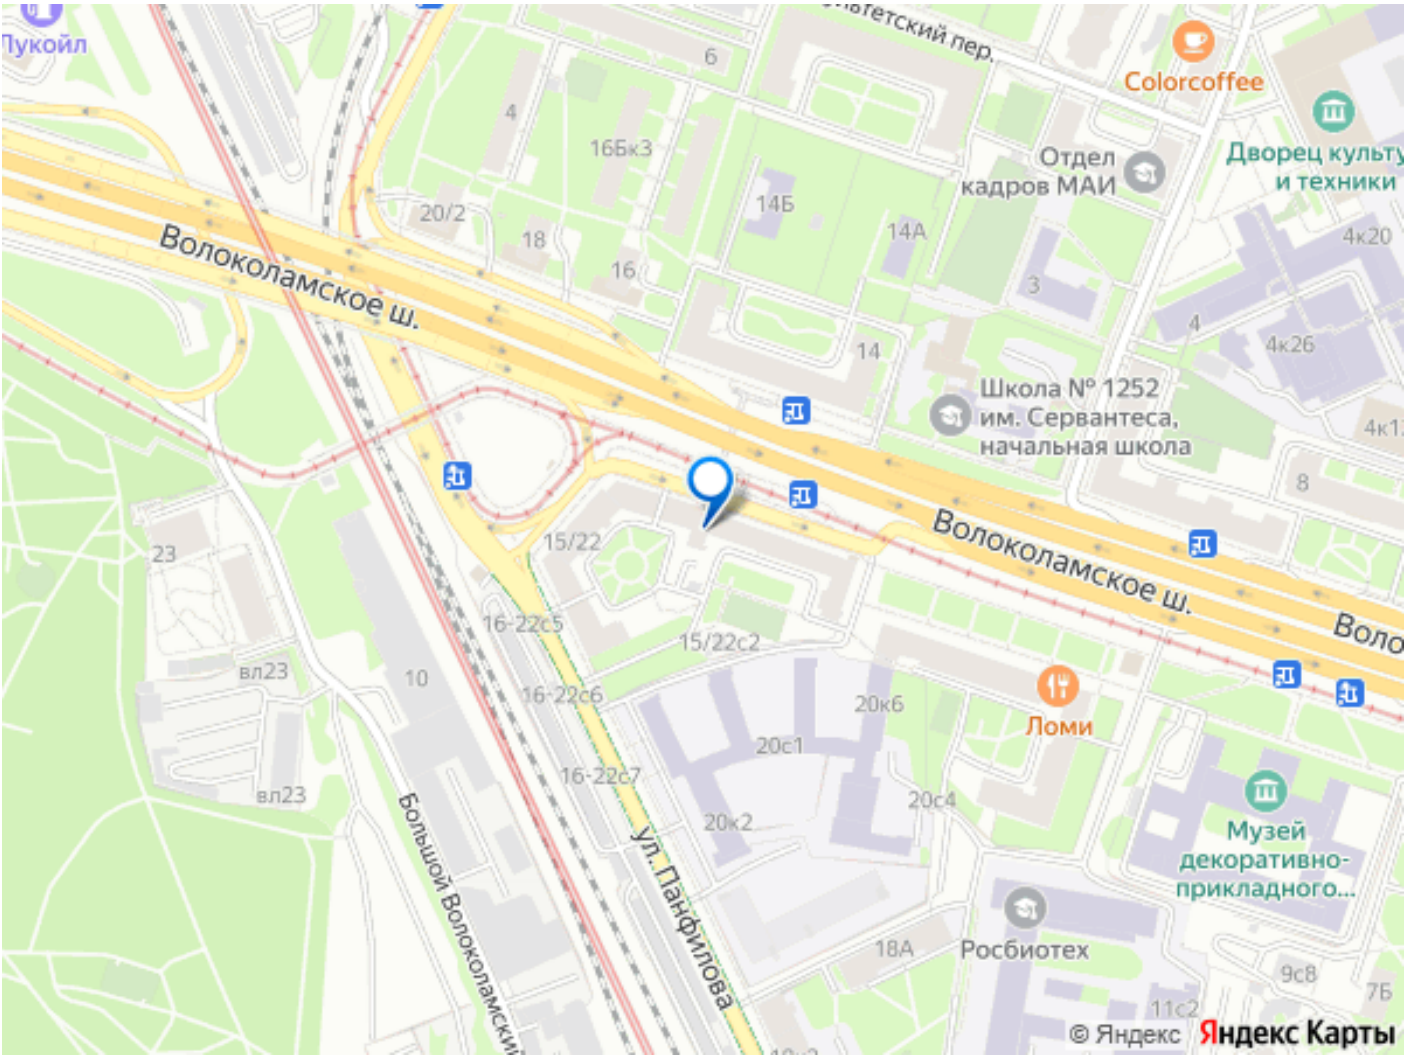 Лукойл
6
Colorcoffee
4
16Бк3
Отдел
кадров МАИ
Дворец культу
и техники
20/2
18
16
14Б
14А
3
4к20
4
4к26
Волоколамское ш.
14
Школа № 1252
им. Сервантеса,
начальная школа
8
15/22
Волоколамское ш.
Воло
23
16-22с5
15/22с2
вл23
10
16-22с6
20к6
Ломи
20с1
16-22с7
вл23
20с4
20к2
Музей
декоративно-
прикладного...
ул. Панфилова
Большой Волоколамский
18А
Росбиотех
9с8
7Б
11с2
© Яндекс
Яндекс Карты